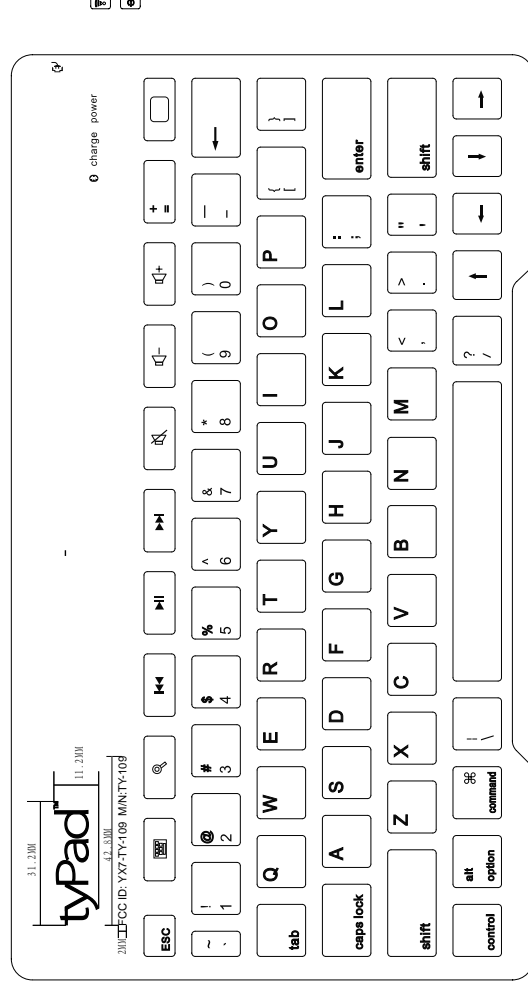 charge power
31.2MM
tyPad™
11.2MM
42.8MM
2MM
FCC ID: YX7-TY-109 M/N:TY-109
ESC + =
~ ` ! 1 @ 2 # 3 $ 4 % 5 ^ 6 & 7 * 8 ( 9 ) 0 — -
tab Q W E R T Y U I O P { [ } ]
caps lock A S D F G H J K L : ; enter
shift Z X C V B N M < , > . " ' shift
control alt option ⌘ command | \ ? /